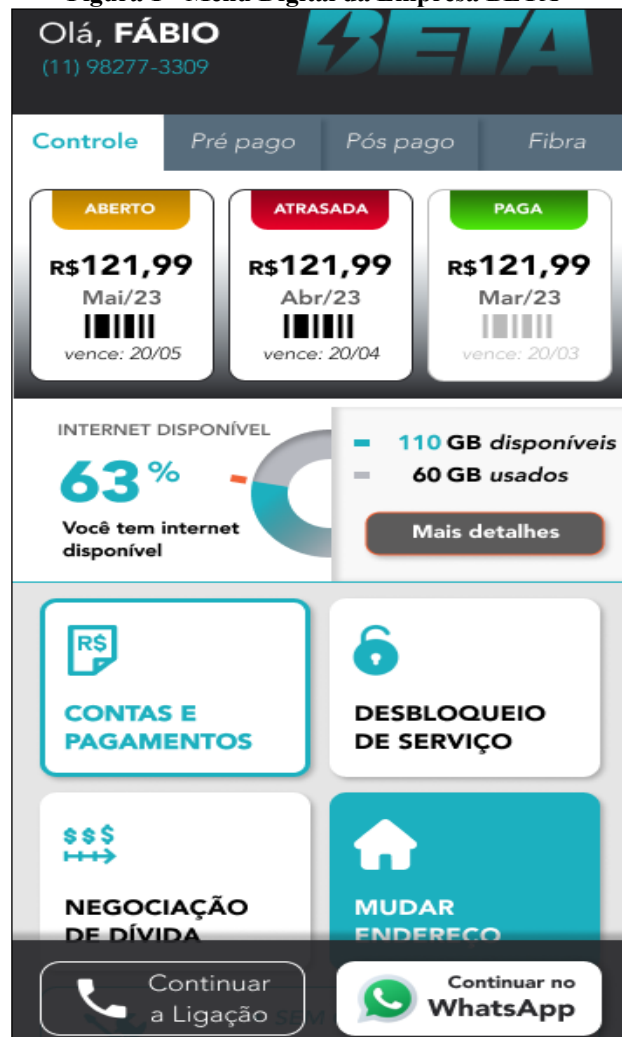 Olá, FÁBIO
(11) 98277-3309
BETA
Controle Pré pago Pós pago Fibra
ABERTO ATRASADA PAGA
R$121,99 R$121,99 R$121,99
Mai/23 Abr/23 Mar/23
vence: 20/05 vence: 20/04 vence: 20/03
INTERNET DISPONÍVEL
63%
Você tem internet
disponível
110 GB disponíveis
60 GB usados
Mais detalhes
R$
CONTAS E
PAGAMENTOS
DESBLOQUEIO
DE SERVIÇO
$$$
NEGOCIAÇÃO
DE DÍVIDA
MUDAR
ENDEREÇO
Continuar
a Ligação
Continuar no
WhatsApp